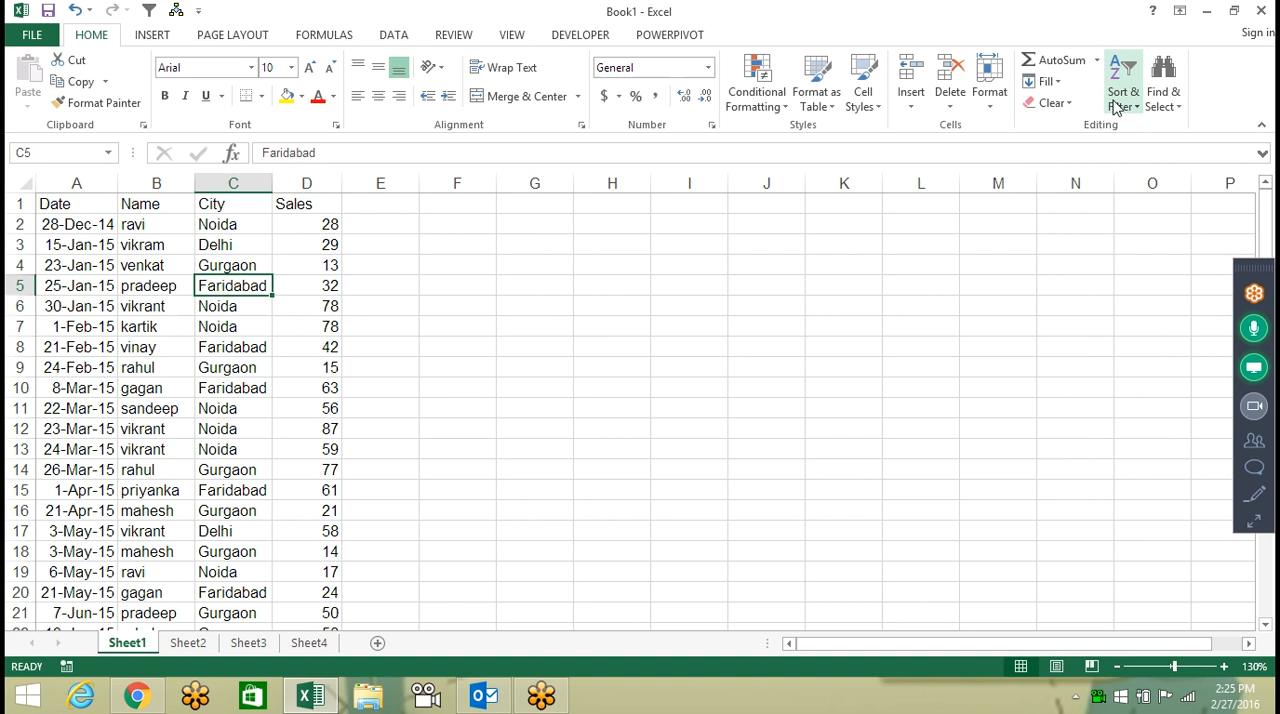 Book1 - Excel
Sign in
FILE HOME INSERT PAGE LAYOUT FORMULAS DATA REVIEW VIEW DEVELOPER POWERPIVOT
Paste
Cut
Copy
Format Painter
Clipboard
Arial 10
B I U
Font
Wrap Text
Merge & Center
Alignment
General
$ % ,
Number
Conditional Formatting
Format as Table
Cell Styles
Styles
Insert Delete Format
Cells
AutoSum
Fill
Clear
Sort & Filter
Find & Select
Editing
C5 fx Faridabad
A B C D E F G H I J K L M N O P
1 Date Name City Sales
2 28-Dec-14 ravi Noida 28
3 15-Jan-15 vikram Delhi 29
4 23-Jan-15 venkat Gurgaon 13
5 25-Jan-15 pradeep Faridabad 32
6 30-Jan-15 vikrant Noida 78
7 1-Feb-15 kartik Noida 78
8 21-Feb-15 vinay Faridabad 42
9 24-Feb-15 rahul Gurgaon 15
10 8-Mar-15 gagan Faridabad 63
11 22-Mar-15 sandeep Noida 56
12 23-Mar-15 vikrant Noida 87
13 24-Mar-15 vikrant Noida 59
14 26-Mar-15 rahul Gurgaon 77
15 1-Apr-15 priyanka Faridabad 61
16 21-Apr-15 mahesh Gurgaon 21
17 3-May-15 vikrant Delhi 58
18 3-May-15 mahesh Gurgaon 14
19 6-May-15 ravi Noida 17
20 21-May-15 gagan Faridabad 24
21 7-Jun-15 pradeep Gurgaon 50
Sheet1 Sheet2 Sheet3 Sheet4
READY 130%
2:25 PM
2/27/2016